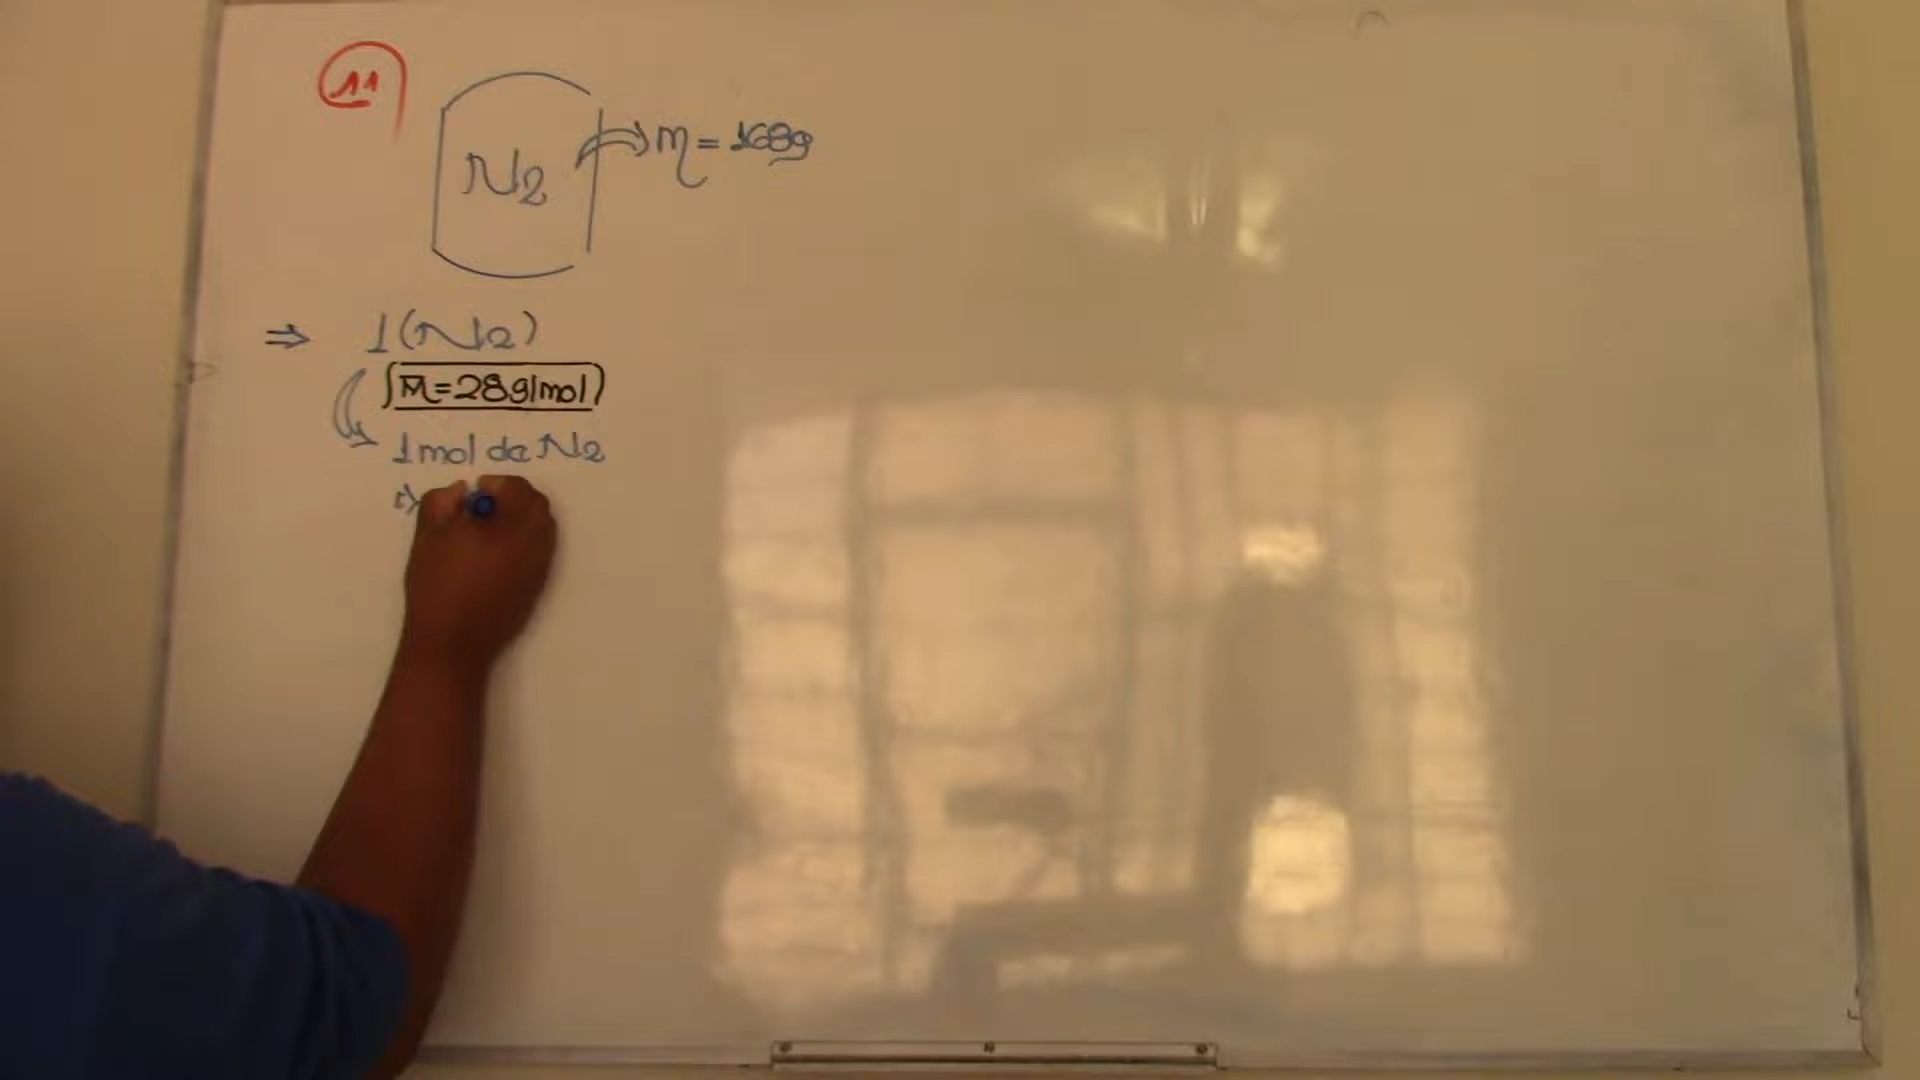 11
N2 m = 168g
⇒ 1(N2)
(M=28g/mol)
1 mol de N2